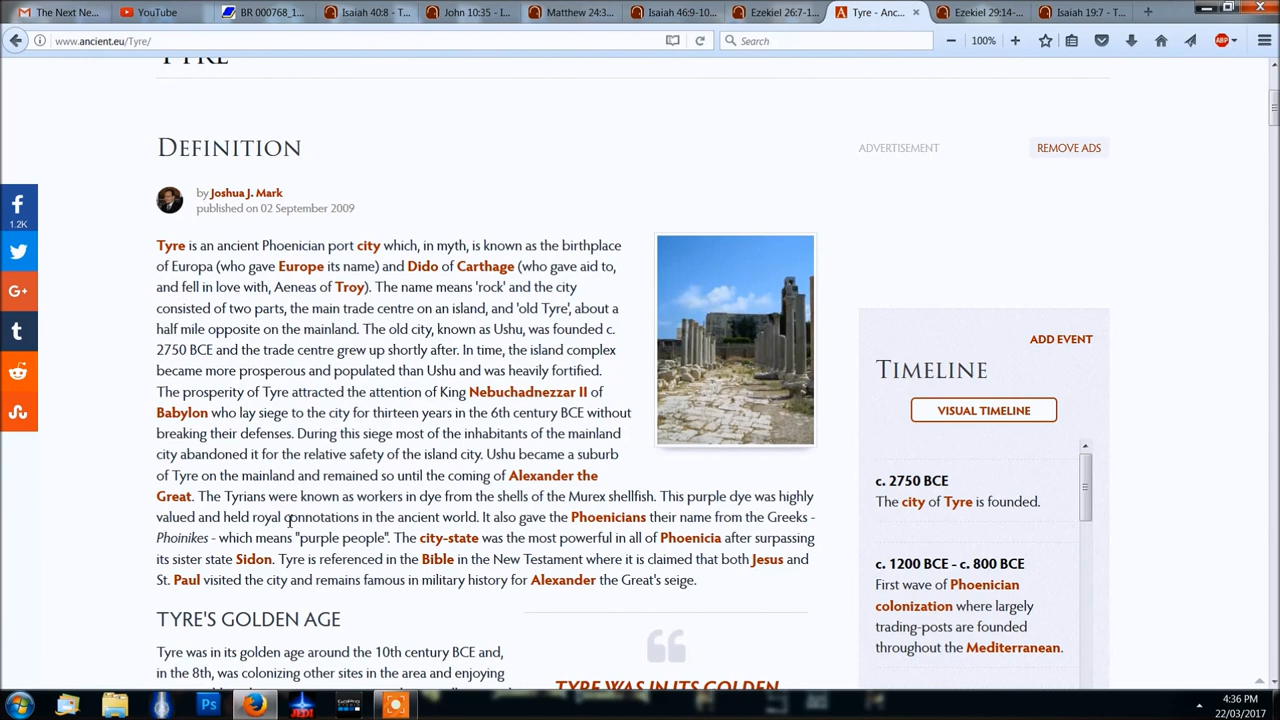 The Next Ne...
YouTube
BR 000768_1...
Isaiah 40:8 - T...
John 10:35 - I...
Matthew 24:3...
Isaiah 46:9-10...
Ezekiel 26:7-1...
Tyre - Anc...
Ezekiel 29:14-...
Isaiah 19:7 - T...
www.ancient.eu/Tyre/
Search
100%
ABP
TYRE
DEFINITION
ADVERTISEMENT
REMOVE ADS
by Joshua J. Mark
published on 02 September 2009
1.2K
Tyre is an ancient Phoenician port city which, in myth, is known as the birthplace
of Europa (who gave Europe its name) and Dido of Carthage (who gave aid to,
and fell in love with, Aeneas of Troy). The name means 'rock' and the city
consisted of two parts, the main trade centre on an island, and 'old Tyre', about a
half mile opposite on the mainland. The old city, known as Ushu, was founded c.
2750 BCE and the trade centre grew up shortly after. In time, the island complex
became more prosperous and populated than Ushu and was heavily fortified.
The prosperity of Tyre attracted the attention of King Nebuchadnezzar II of
Babylon who lay siege to the city for thirteen years in the 6th century BCE without
breaking their defenses. During this siege most of the inhabitants of the mainland
city abandoned it for the relative safety of the island city. Ushu became a suburb
of Tyre on the mainland and remained so until the coming of Alexander the
Great. The Tyrians were known as workers in dye from the shells of the Murex shellfish. This purple dye was highly
valued and held royal connotations in the ancient world. It also gave the Phoenicians their name from the Greeks -
Phoinikes - which means "purple people". The city-state was the most powerful in all of Phoenicia after surpassing
its sister state Sidon. Tyre is referenced in the Bible in the New Testament where it is claimed that both Jesus and
St. Paul visited the city and remains famous in military history for Alexander the Great's seige.
TYRE'S GOLDEN AGE
Tyre was in its golden age around the 10th century BCE and,
in the 8th, was colonizing other sites in the area and enjoying
TYRE WAS IN ITS GOLDEN
ADD EVENT
TIMELINE
VISUAL TIMELINE
c. 2750 BCE
The city of Tyre is founded.
c. 1200 BCE - c. 800 BCE
First wave of Phoenician
colonization where largely
trading-posts are founded
throughout the Mediterranean.
Ps
JEDI
GoPro
4:36 PM
22/03/2017